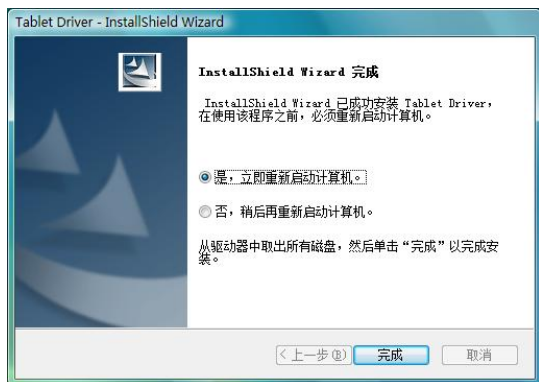 Tablet Driver - InstallShield Wizard
InstallShield Wizard 完成
InstallShield Wizard 已成功安装 Tablet Driver，
在使用该程序之前，必须重新启动计算机。
是，立即重新启动计算机。
否，稍后再重新启动计算机。
从驱动器中取出所有磁盘，然后单击“完成”以完成安
装。
< 上一步(B)
完成
取消